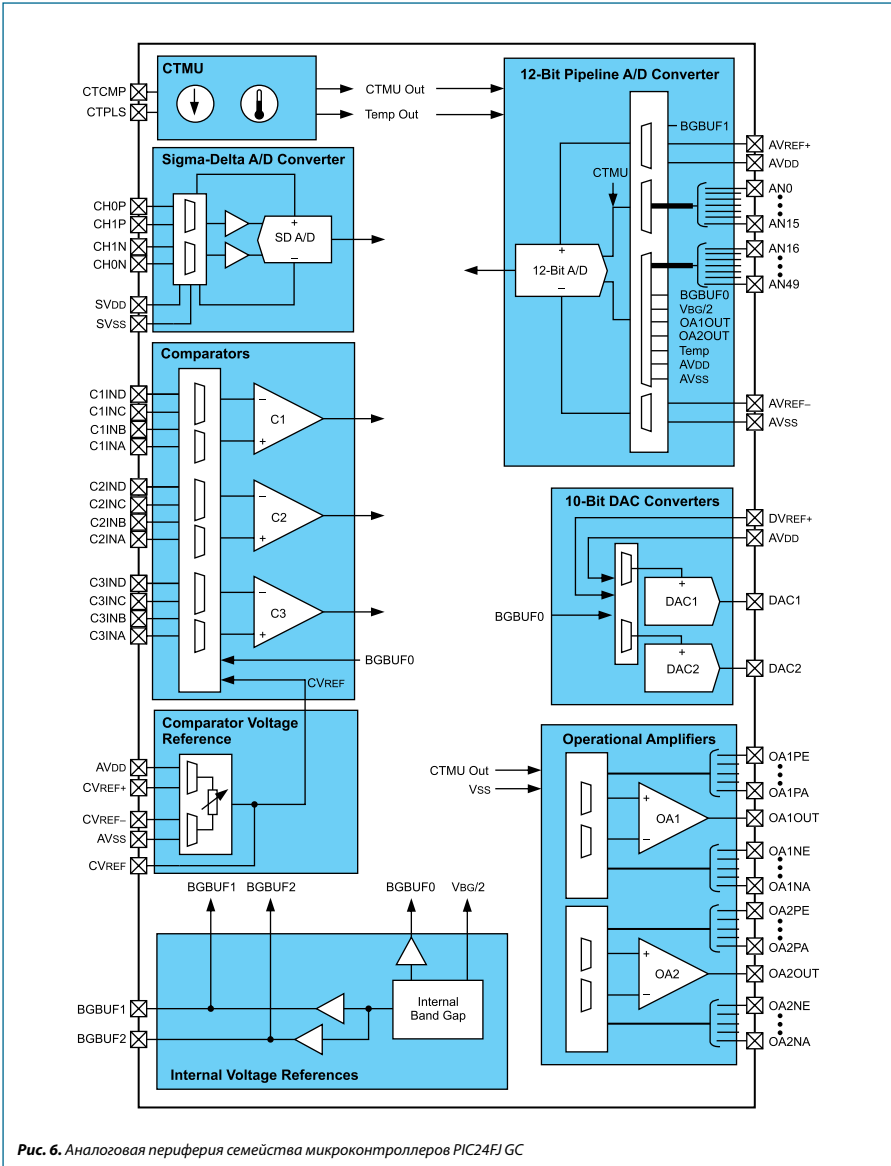 CTMU
CTCMP
CTPLS
CTMU Out
Temp Out
Sigma-Delta A/D Converter
CH0P
CH1P
CH1N
CH0N
SVDD
SVSS
+
SD A/D
–
Comparators
C1IND
C1INC
C1INB
C1INA
–
C1
+
C2IND
C2INC
C2INB
C2INA
–
C2
+
C3IND
C3INC
C3INB
C3INA
–
C3
+
BGBUF0
CVREF
Comparator Voltage
Reference
AVDD
CVREF+
CVREF–
AVSS
CVREF
BGBUF1
BGBUF2
BGBUF0
VBG/2
BGBUF1
BGBUF2
Internal
Band Gap
Internal Voltage References
12-Bit Pipeline A/D Converter
BGBUF1
AVREF+
AVDD
CTMU
AN0
AN15
AN16
AN49
+
12-Bit A/D
–
BGBUF0
VBG/2
OA1OUT
OA2OUT
Temp
AVDD
AVSS
AVREF–
AVSS
10-Bit DAC Converters
DVREF+
AVDD
+
DAC1
DAC1
BGBUF0
+
DAC2
DAC2
Operational Amplifiers
CTMU Out
VSS
OA1PE
OA1PA
+
OA1
–
OA1OUT
OA1NE
OA1NA
OA2PE
OA2PA
+
OA2
–
OA2OUT
OA2NE
OA2NA
Рис. 6. Аналоговая периферия семейства микроконтроллеров PIC24FJ GC